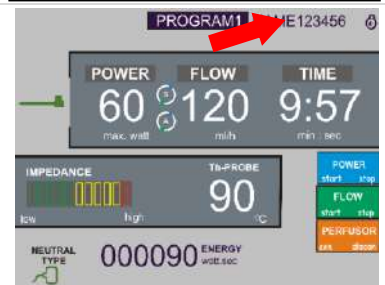 PROGRAM1 ME123456
POWER FLOW TIME
60 120 9:57
max. watt ml/h min : sec
IMPEDANCE Th-PROBE POWER
start stop
90 FLOW
low high °C start stop
PERFUSOR
NEUTRAL TYPE 000090 ENERGY
watt.sec